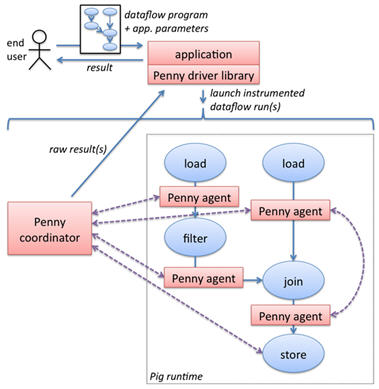 dataflow program
+ app. parameters
end
user
result
application
Penny driver library
launch instrumented
dataflow run(s)
raw result(s)
load
load
Penny agent
Penny agent
Penny
coordinator
filter
Penny agent
join
Penny agent
store
Pig runtime